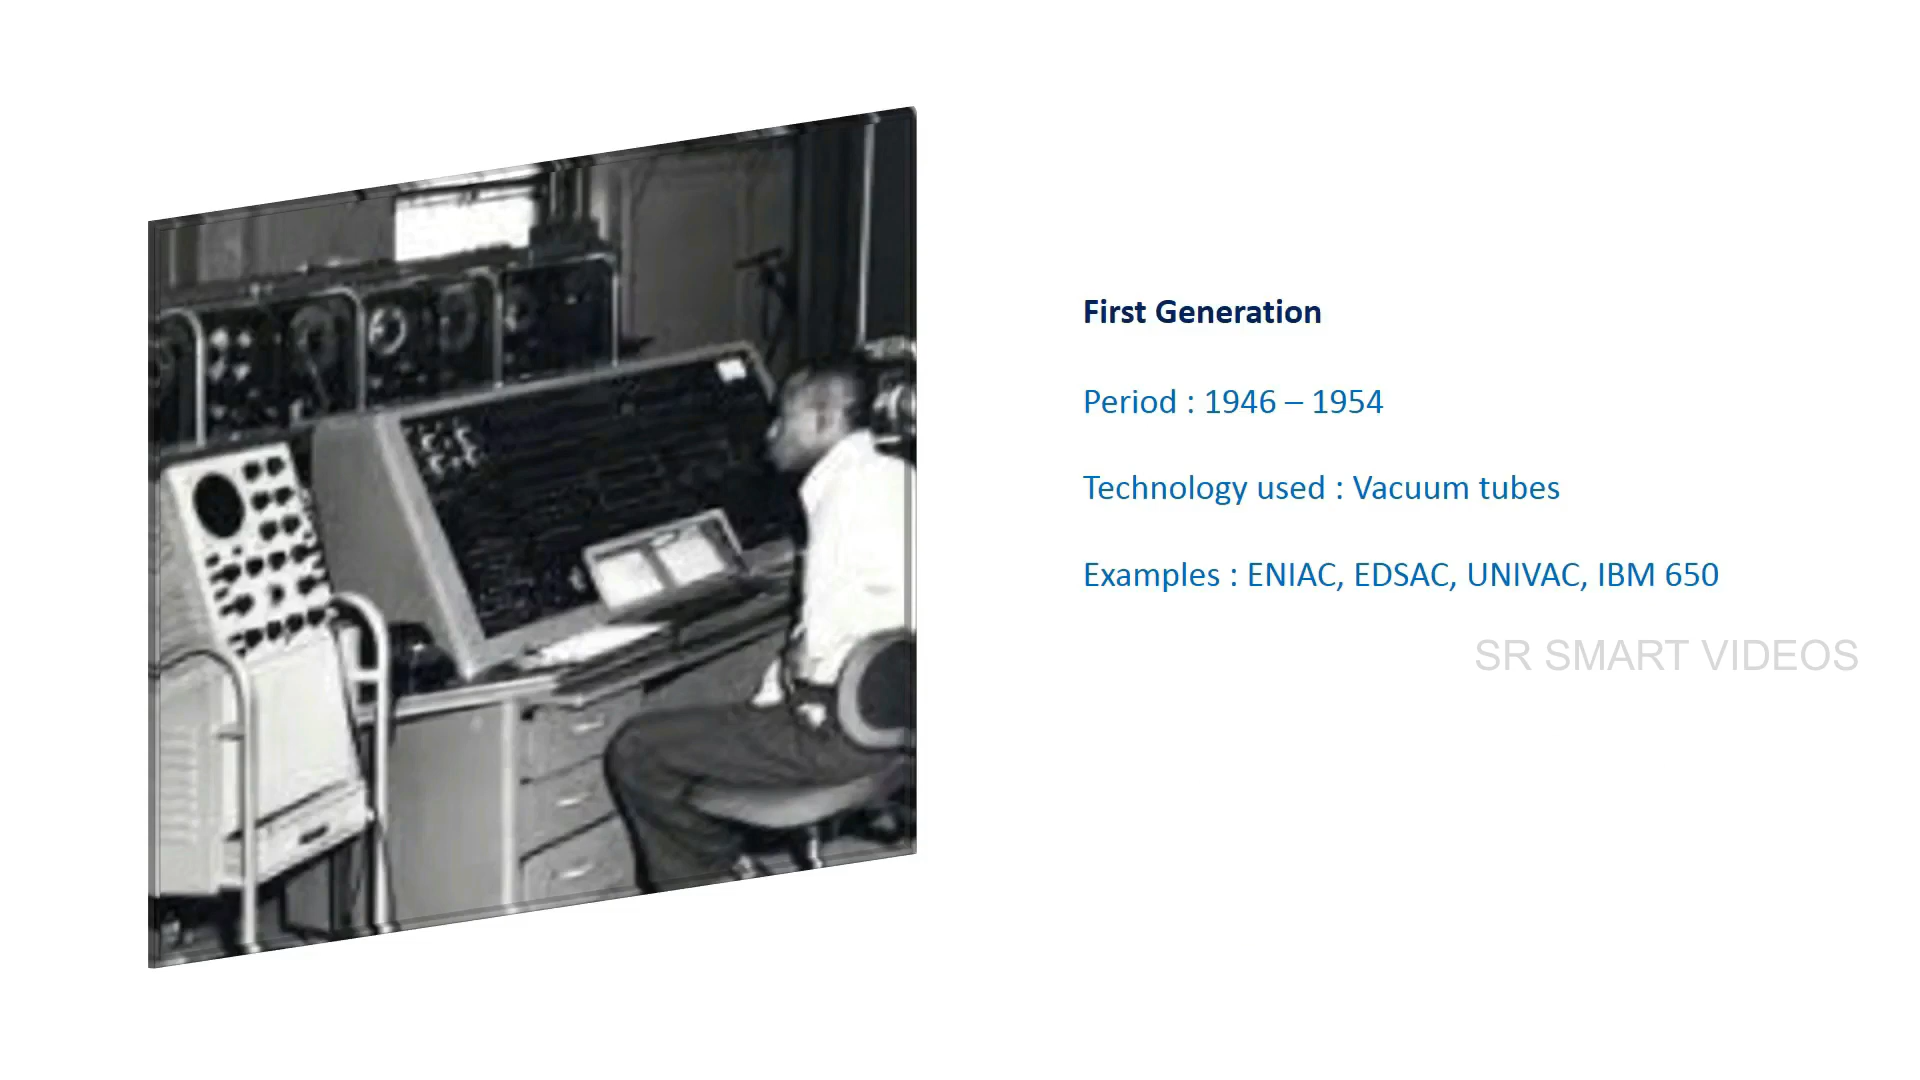 First Generation
Period : 1946 – 1954
Technology used : Vacuum tubes
Examples : ENIAC, EDSAC, UNIVAC, IBM 650
SR SMART VIDEOS